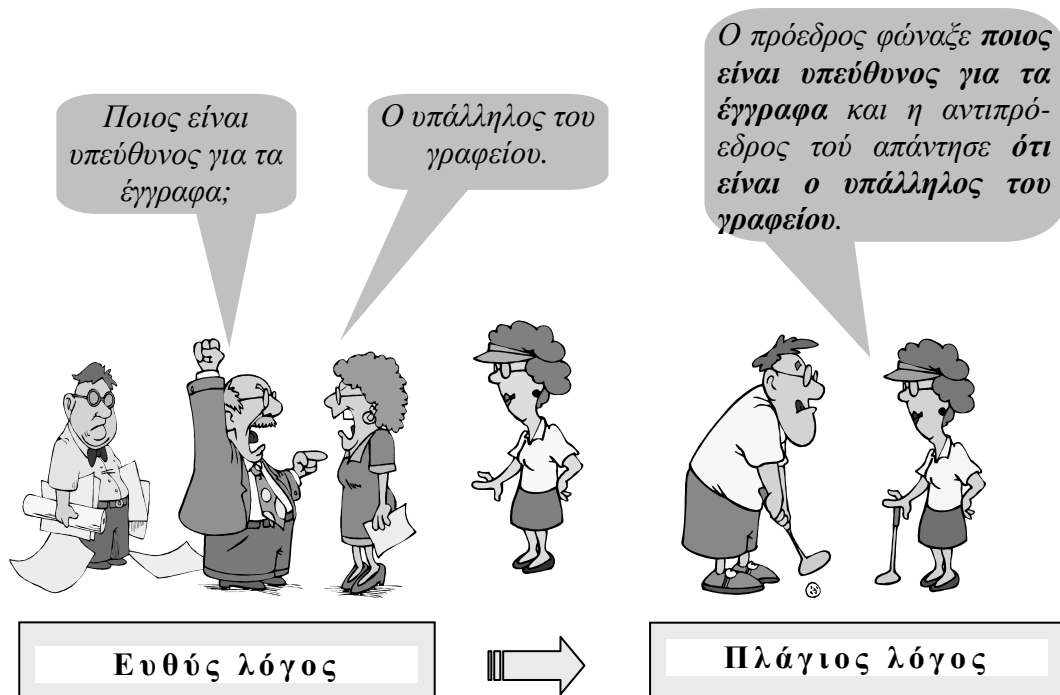 Ποιος είναι
υπεύθυνος για τα
έγγραφα;
Ο υπάλληλος του
γραφείου.
Ο πρόεδρος φώναξε ποιος
είναι υπεύθυνος για τα
έγγραφα και η αντιπρό-
εδρος τού απάντησε ότι
είναι ο υπάλληλος του
γραφείου.
Ευθύς λόγος
Πλάγιος λόγος